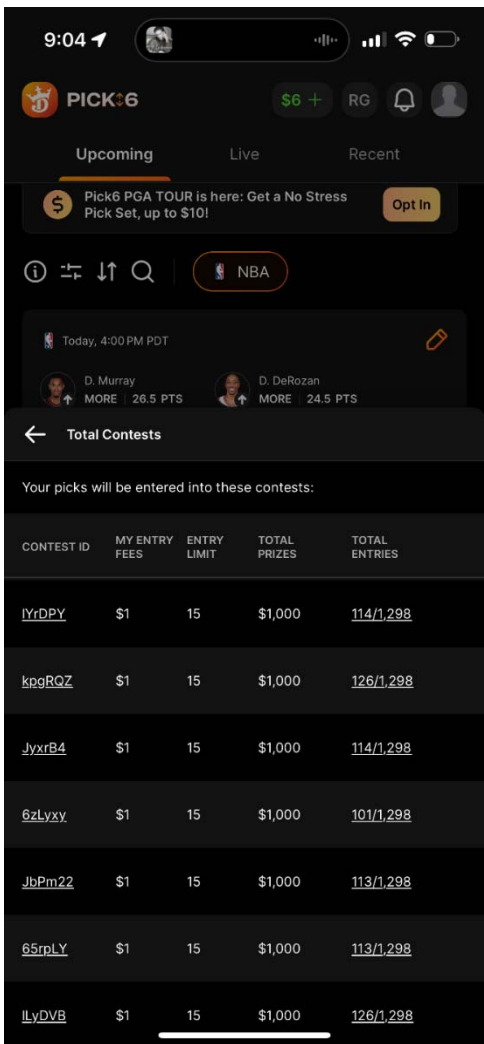 9:04
PICK6
$6 +
RG
Upcoming
Live
Recent
Pick6 PGA TOUR is here: Get a No Stress
Pick Set, up to $10!
Opt In
NBA
Today, 4:00 PM PDT
D. Murray
MORE 26.5 PTS
D. DeRozan
MORE 24.5 PTS
Total Contests
Your picks will be entered into these contests:
CONTEST ID MY ENTRY FEES ENTRY LIMIT TOTAL PRIZES TOTAL ENTRIES
lYrDPY $1 15 $1,000 114/1,298
kpgRQZ $1 15 $1,000 126/1,298
JyxrB4 $1 15 $1,000 114/1,298
6zLyxy $1 15 $1,000 101/1,298
JbPm22 $1 15 $1,000 113/1,298
65rpLY $1 15 $1,000 113/1,298
lLyDVB $1 15 $1,000 126/1,298